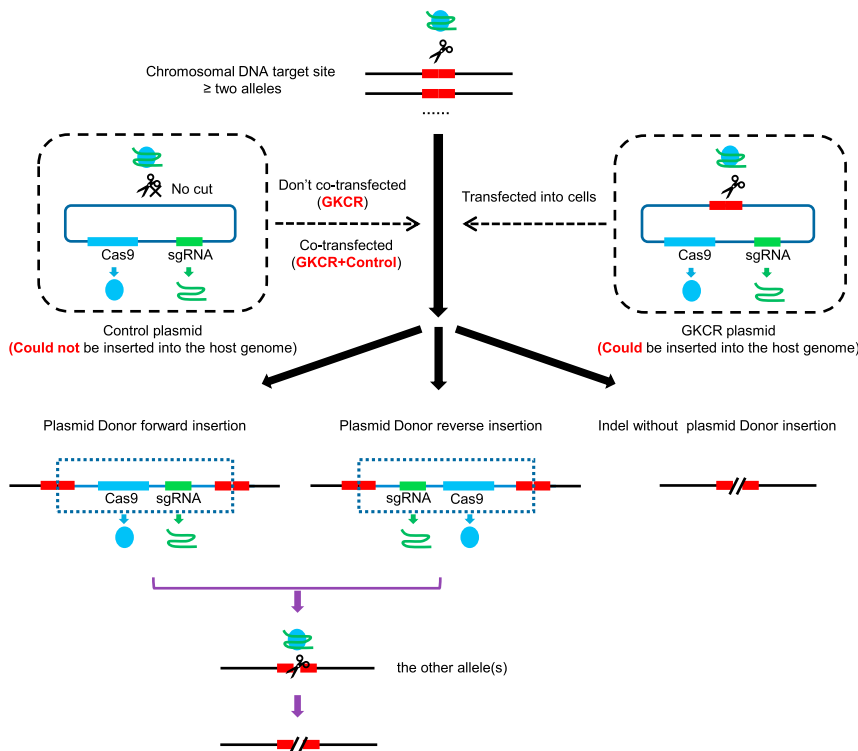 Chromosomal DNA target site
≥ two alleles
......
No cut
Cas9
sgRNA
Control plasmid
(Could not be inserted into the host genome)
Don't co-transfected
(GKCR)
Co-transfected
(GKCR+Control)
Transfected into cells
Cas9
sgRNA
GKCR plasmid
(Could be inserted into the host genome)
Plasmid Donor forward insertion
Cas9
sgRNA
Plasmid Donor reverse insertion
sgRNA
Cas9
Indel without plasmid Donor insertion
the other allele(s)